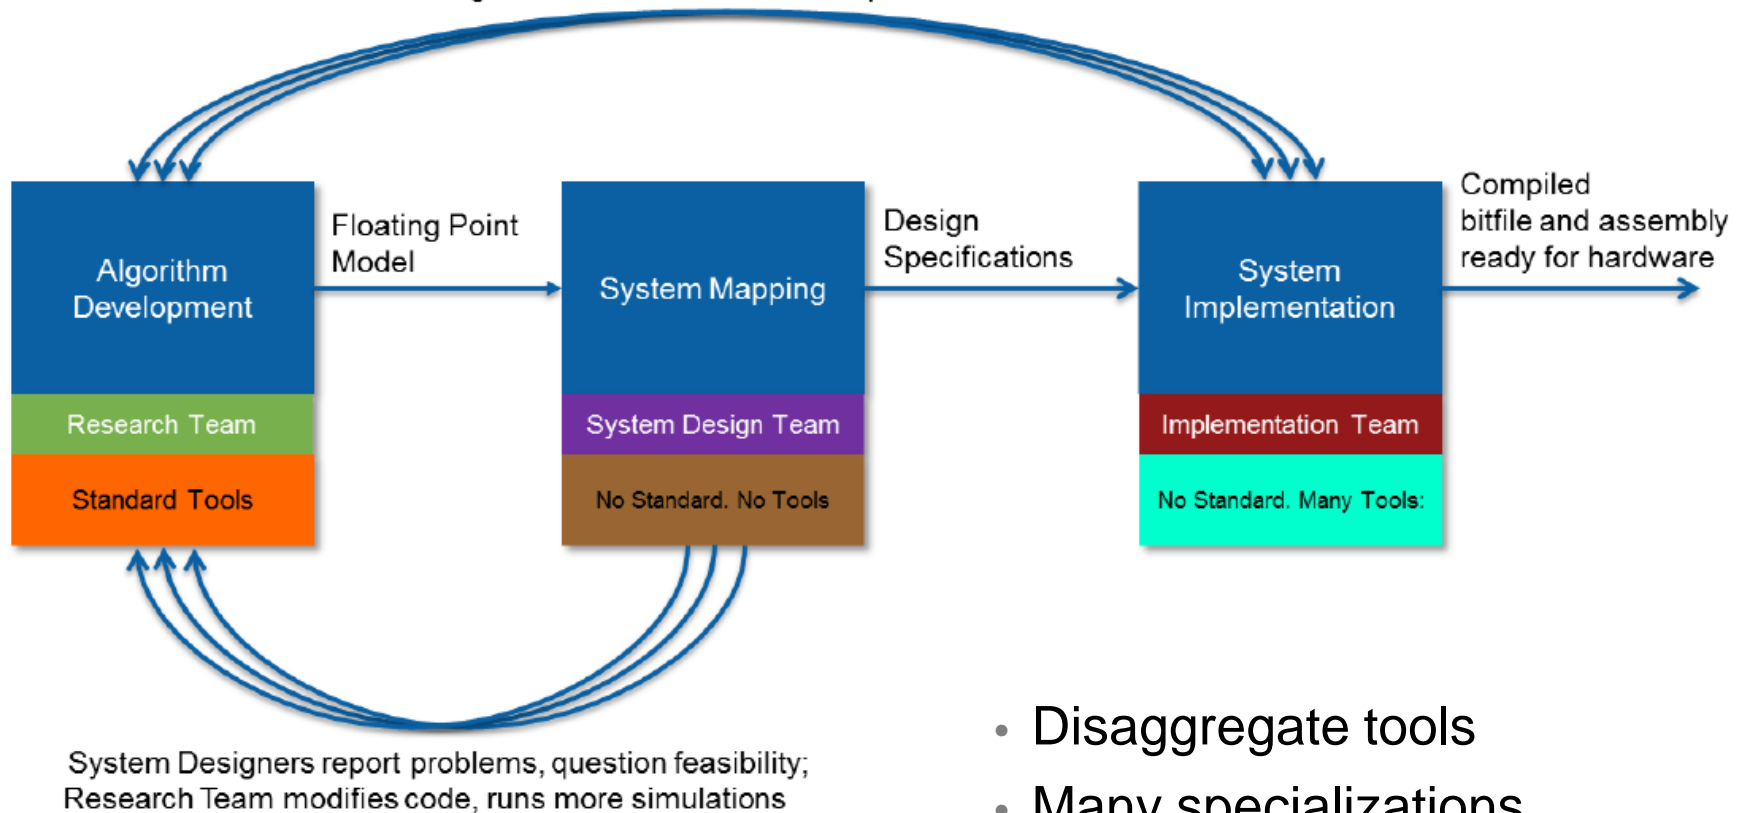 Compiled
bitfile and assembly
ready for hardware
Floating Point
Model
Design
Specifications
Algorithm
Development
System Mapping
System
Implementation
Research Team
System Design Team
Implementation Team
Standard Tools
No Standard. No Tools
No Standard. Many Tools:
System Designers report problems, question feasibility;
Research Team modifies code, runs more simulations
• Disaggregate tools
• Many specializations